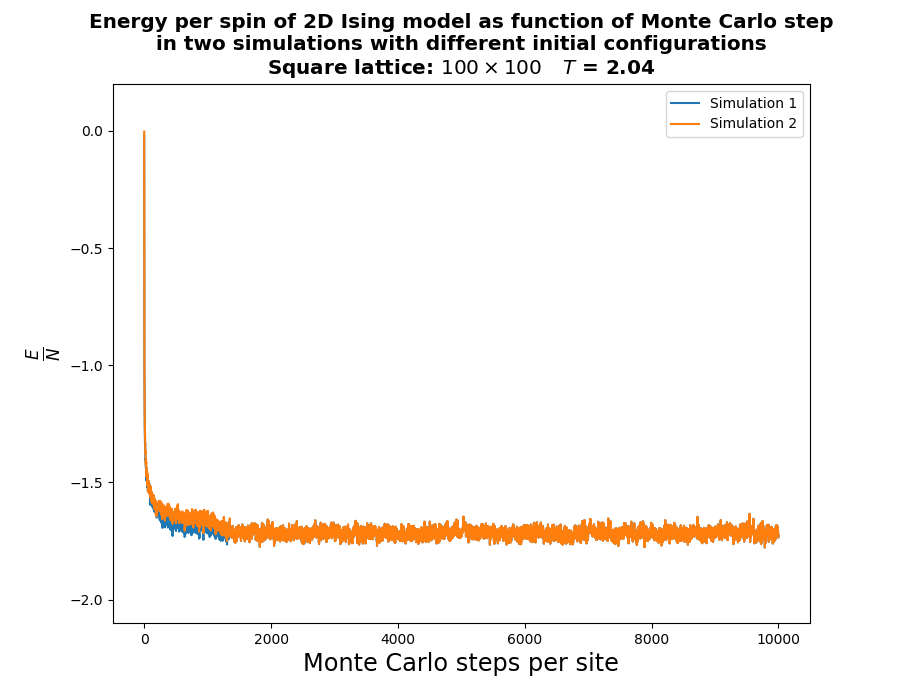 Energy per spin of 2D Ising model as function of Monte Carlo step
in two simulations with different initial configurations
Square lattice: 100 × 100 T = 2.04
Simulation 1
Simulation 2
0.0
−0.5
−1.0
−1.5
−2.0
E/N
0 2000 4000 6000 8000 10000
Monte Carlo steps per site